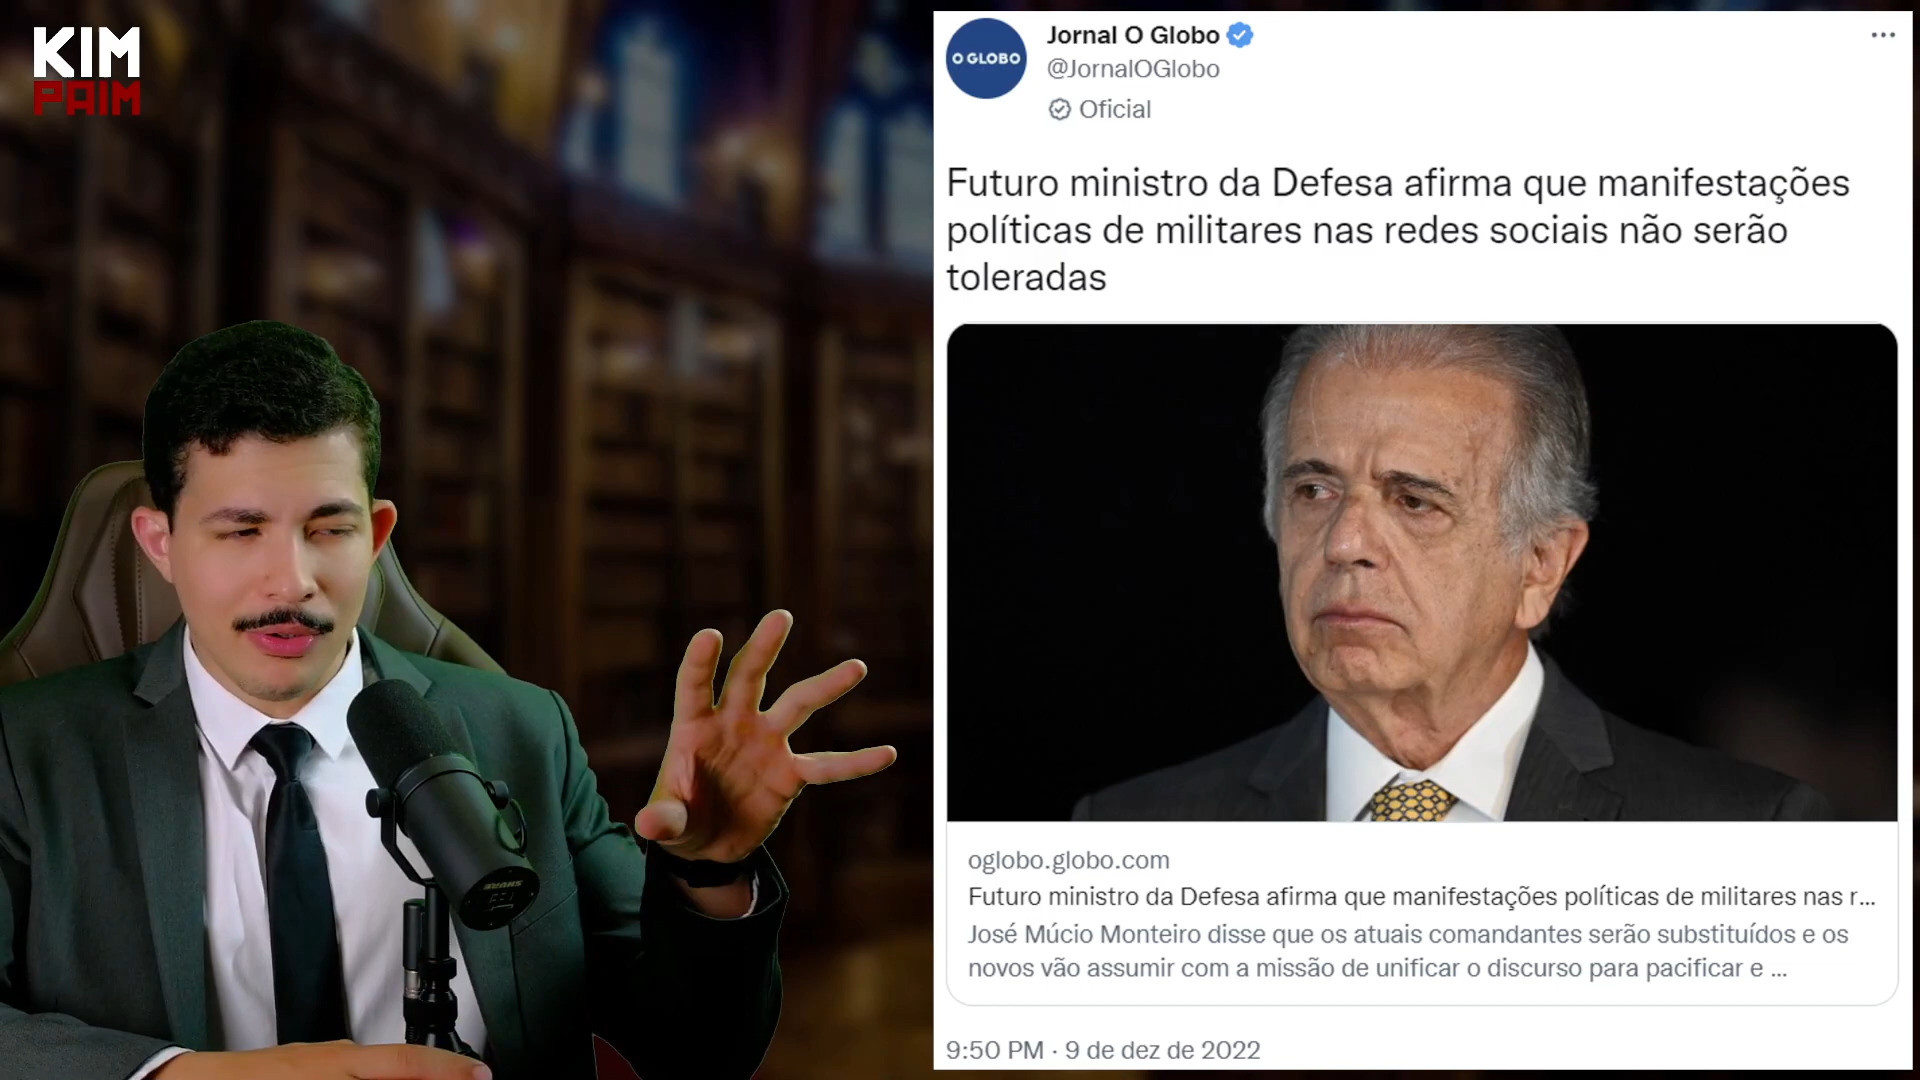 KIM
PAIM
O GLOBO
Jornal O Globo
@JornalOGlobo
Oficial
Futuro ministro da Defesa afirma que manifestações
políticas de militares nas redes sociais não serão
toleradas
oglobo.globo.com
Futuro ministro da Defesa afirma que manifestações políticas de militares nas r...
José Múcio Monteiro disse que os atuais comandantes serão substituídos e os
novos vão assumir com a missão de unificar o discurso para pacificar e ...
9:50 PM · 9 de dez de 2022